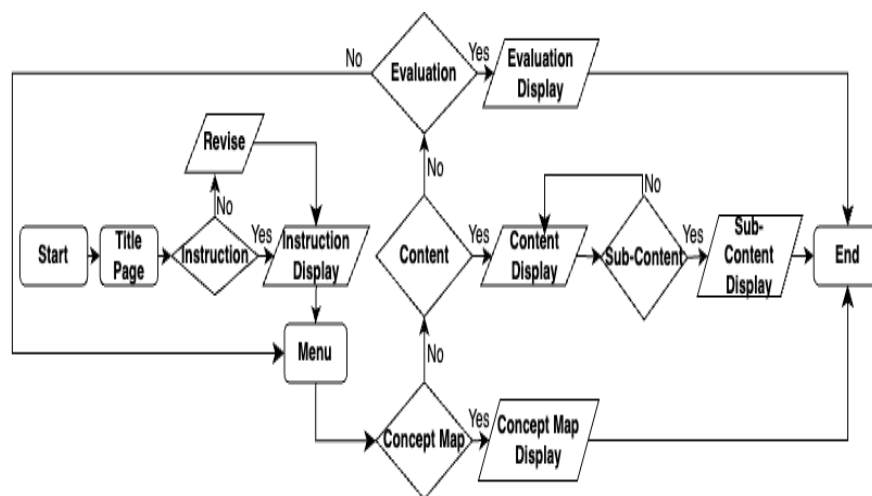 No
Evaluation
Yes
Evaluation
Display
Revise
No
No
No
Start
Title
Page
Instruction
Yes
Instruction
Display
Content
Yes
Content
Display
Sub-Content
Yes
Sub-
Content
Display
End
Menu
No
Concept Map
Yes
Concept Map
Display